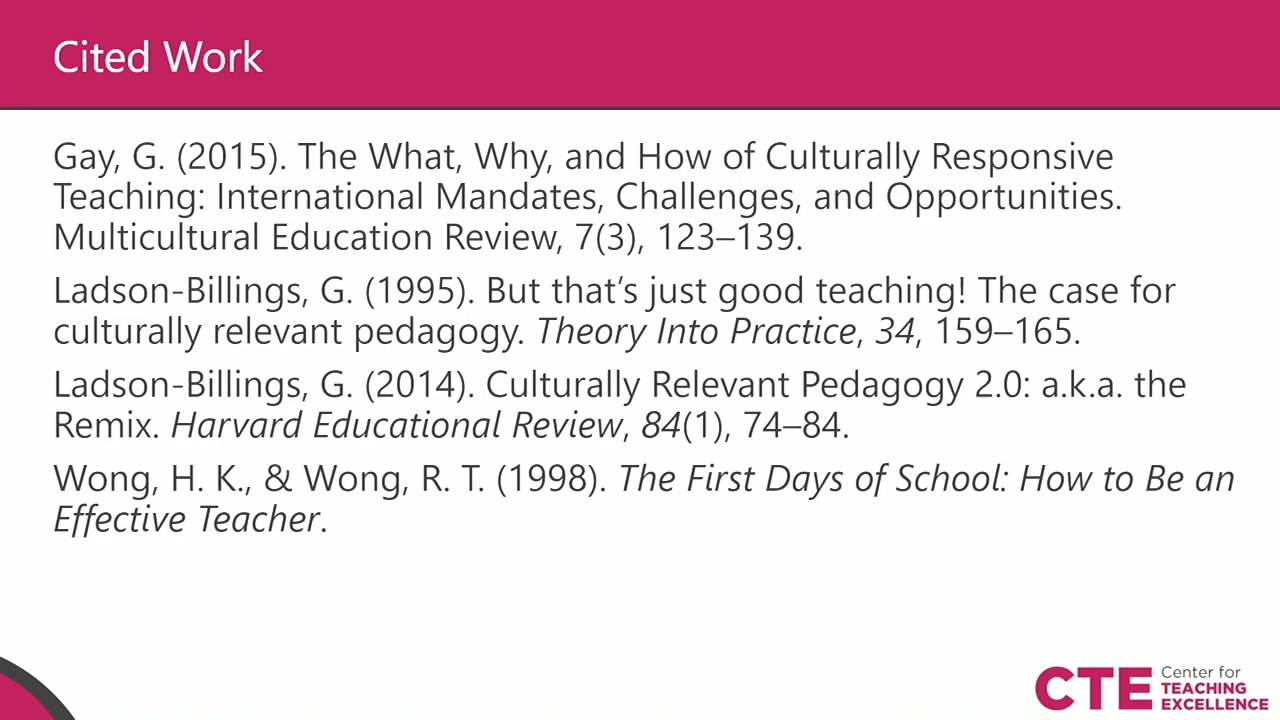 Cited Work
Gay, G. (2015). The What, Why, and How of Culturally Responsive
Teaching: International Mandates, Challenges, and Opportunities.
Multicultural Education Review, 7(3), 123–139.
Ladson-Billings, G. (1995). But that's just good teaching! The case for
culturally relevant pedagogy. Theory Into Practice, 34, 159–165.
Ladson-Billings, G. (2014). Culturally Relevant Pedagogy 2.0: a.k.a. the
Remix. Harvard Educational Review, 84(1), 74–84.
Wong, H. K., & Wong, R. T. (1998). The First Days of School: How to Be an
Effective Teacher.
CTE
Center for
TEACHING
EXCELLENCE